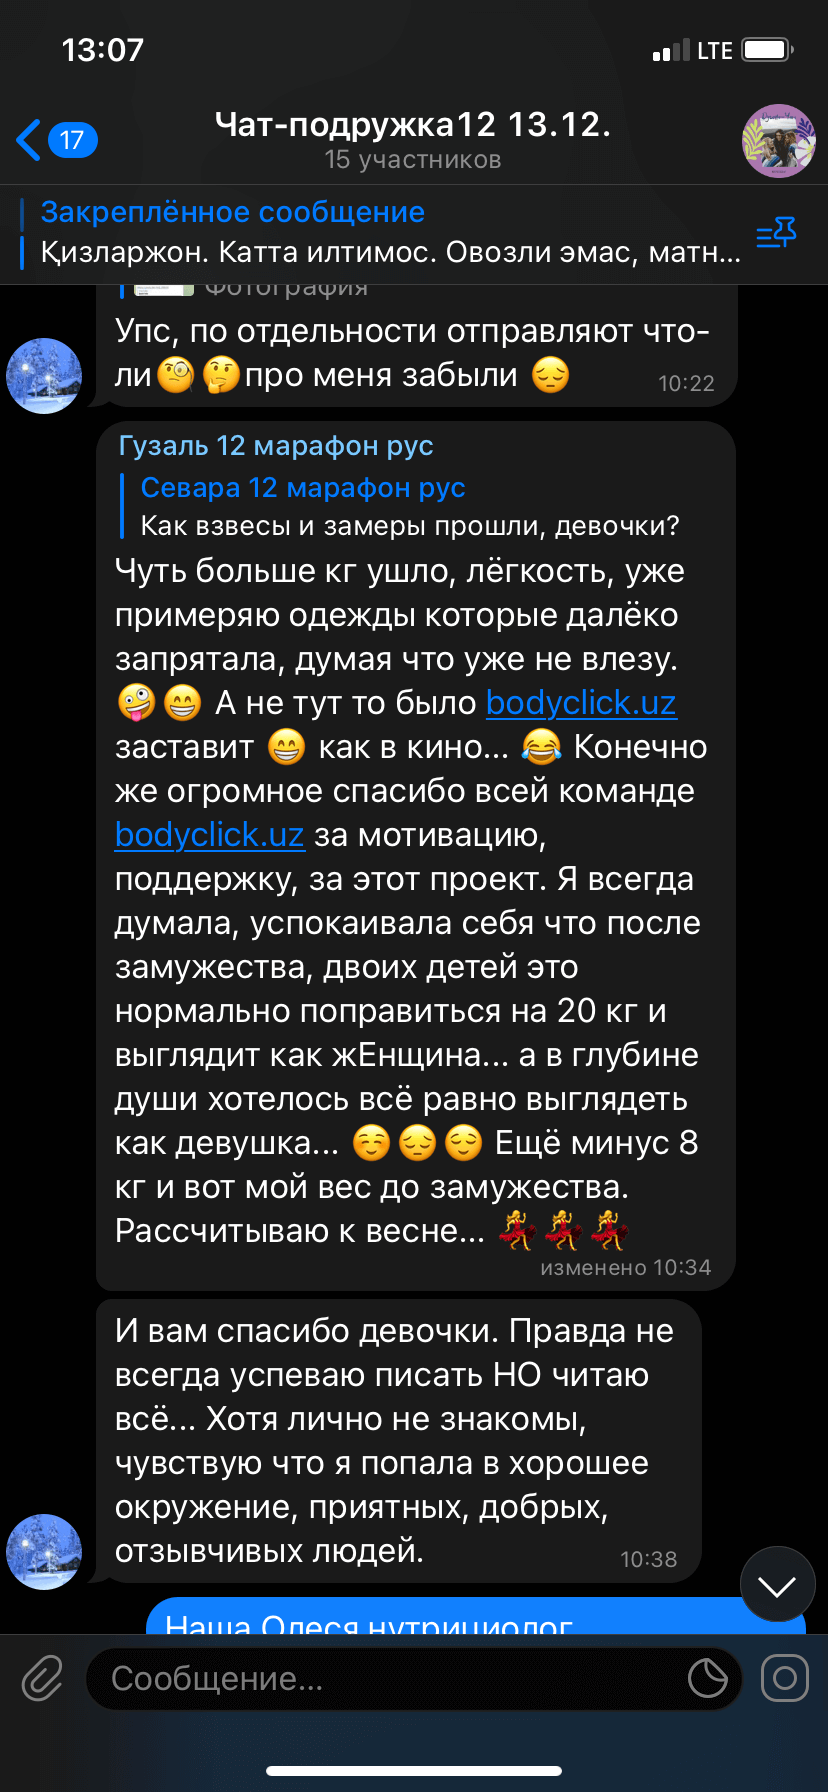 13:07
LTE
17
Чат-подружка12 13.12.
15 участников
Закреплённое сообщение
Қизларжон. Катта илтимос. Овозли эмас, матн...
Фотография
Упс, по отдельности отправляют что-
ли🧐🤔про меня забыли 😔
10:22
Гузаль 12 марафон рус
Севара 12 марафон рус
Как взвесы и замеры прошли, девочки?
Чуть больше кг ушло, лёгкость, уже
примеряю одежды которые далёко
запрятала, думая что уже не влезу.
🤪😁 А не тут то было bodyclick.uz
заставит 😁 как в кино... 😂 Конечно
же огромное спасибо всей команде
bodyclick.uz за мотивацию,
поддержку, за этот проект. Я всегда
думала, успокаивала себя что после
замужества, двоих детей это
нормально поправиться на 20 кг и
выглядит как жЕнщина... а в глубине
души хотелось всё равно выглядеть
как девушка... ☺️😔😌 Ещё минус 8
кг и вот мой вес до замужества.
Рассчитываю к весне... 💃💃💃
изменено 10:34
И вам спасибо девочки. Правда не
всегда успеваю писать НО читаю
всё... Хотя лично не знакомы,
чувствую что я попала в хорошее
окружение, приятных, добрых,
отзывчивых людей.
10:38
Наша Олеся нутрициолог
Сообщение...